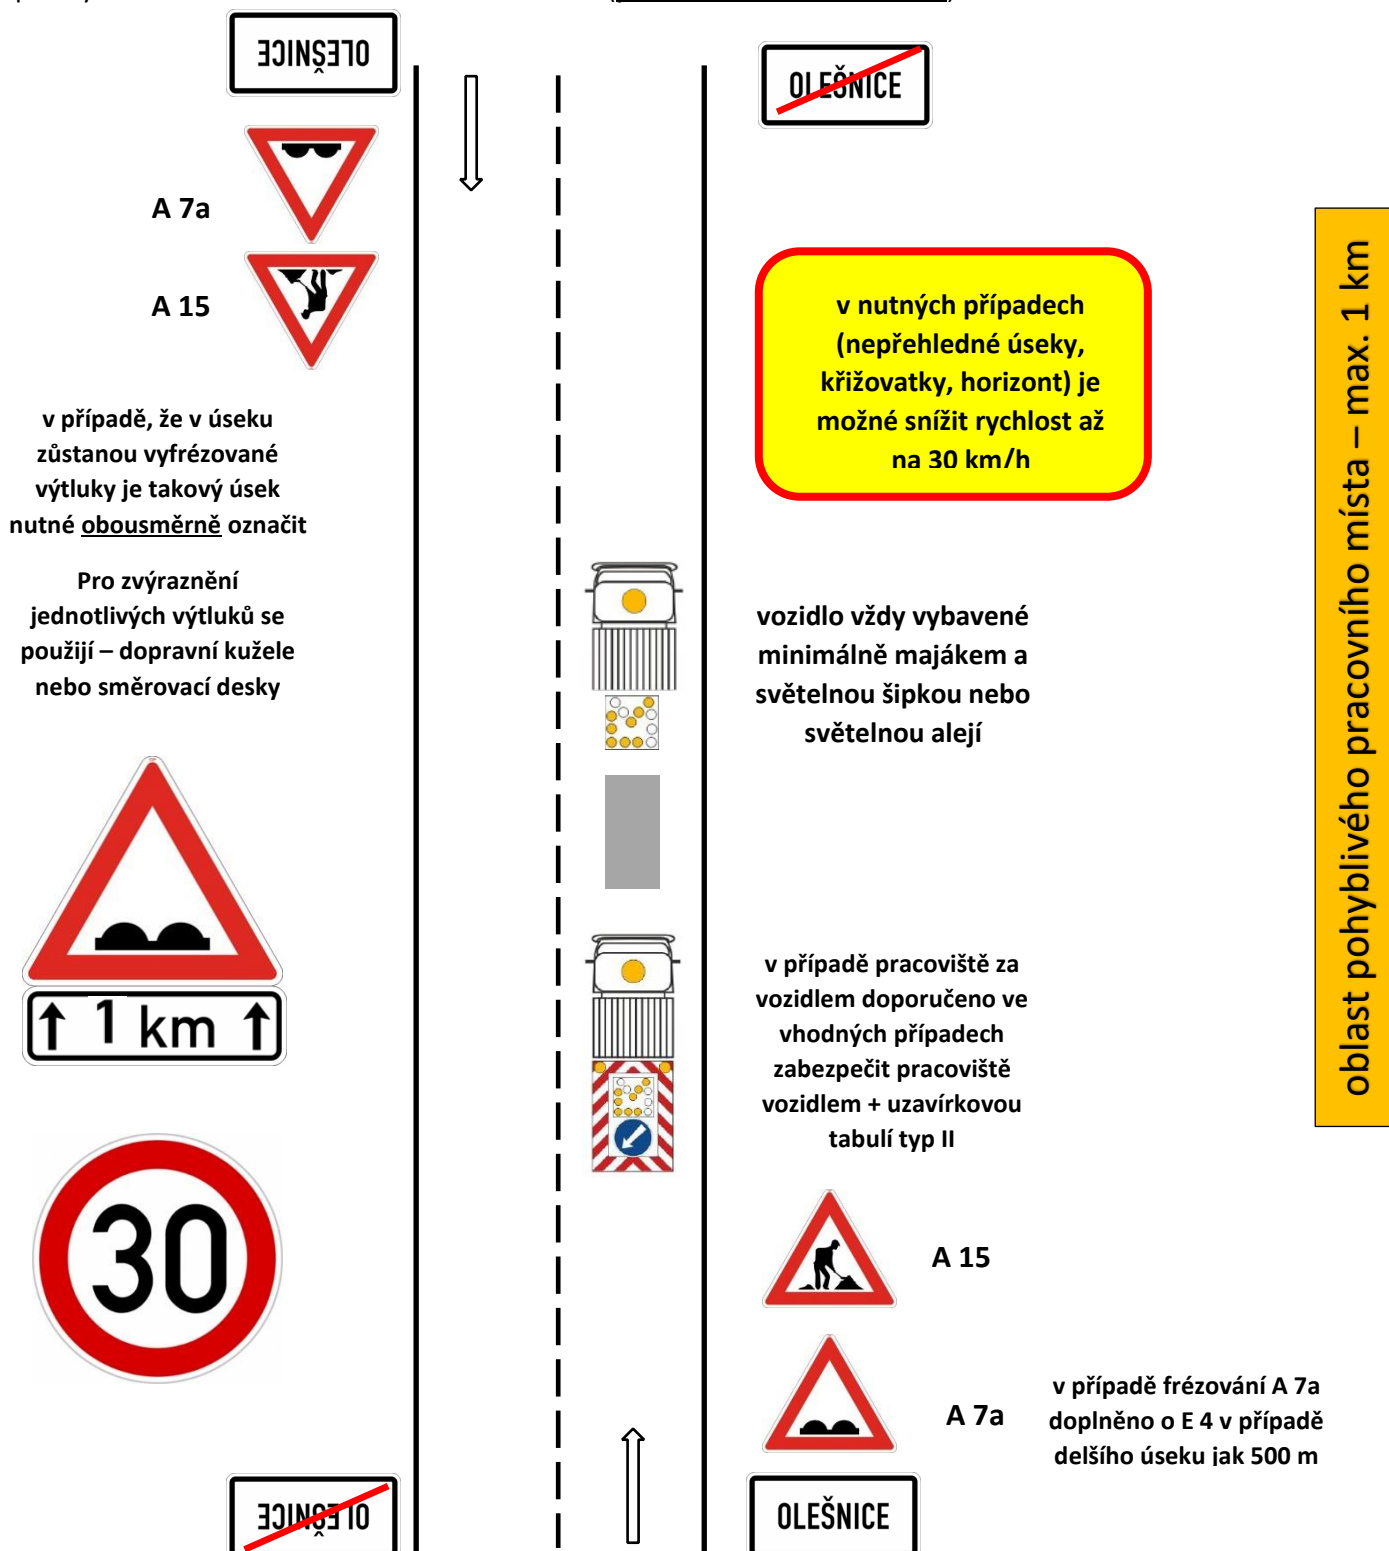 OLEŠNICE
OLEŠNICE
A 7a
A 15
v nutných případech
(nepřehledné úseky,
křižovatky, horizont) je
možné snížit rychlost až
na 30 km/h
v případě, že v úseku
zůstanou vyfrézované
výtluky je takový úsek
nutné obousměrně označit
Pro zvýraznění
jednotlivých výtluků se
použijí – dopravní kužele
nebo směrovací desky
vozidlo vždy vybavené
minimálně majákem a
světelnou šipkou nebo
světelnou alejí
oblast pohyblivého pracovního místa – max. 1 km
1 km
v případě pracoviště za
vozidlem doporučeno ve
vhodných případech
zabezpečit pracoviště
vozidlem + uzavírkovou
tabulí typ II
30
A 15
A 7a
v případě frézování A 7a
doplněno o E 4 v případě
delšího úseku jak 500 m
OLEŠNICE
OLEŠNICE